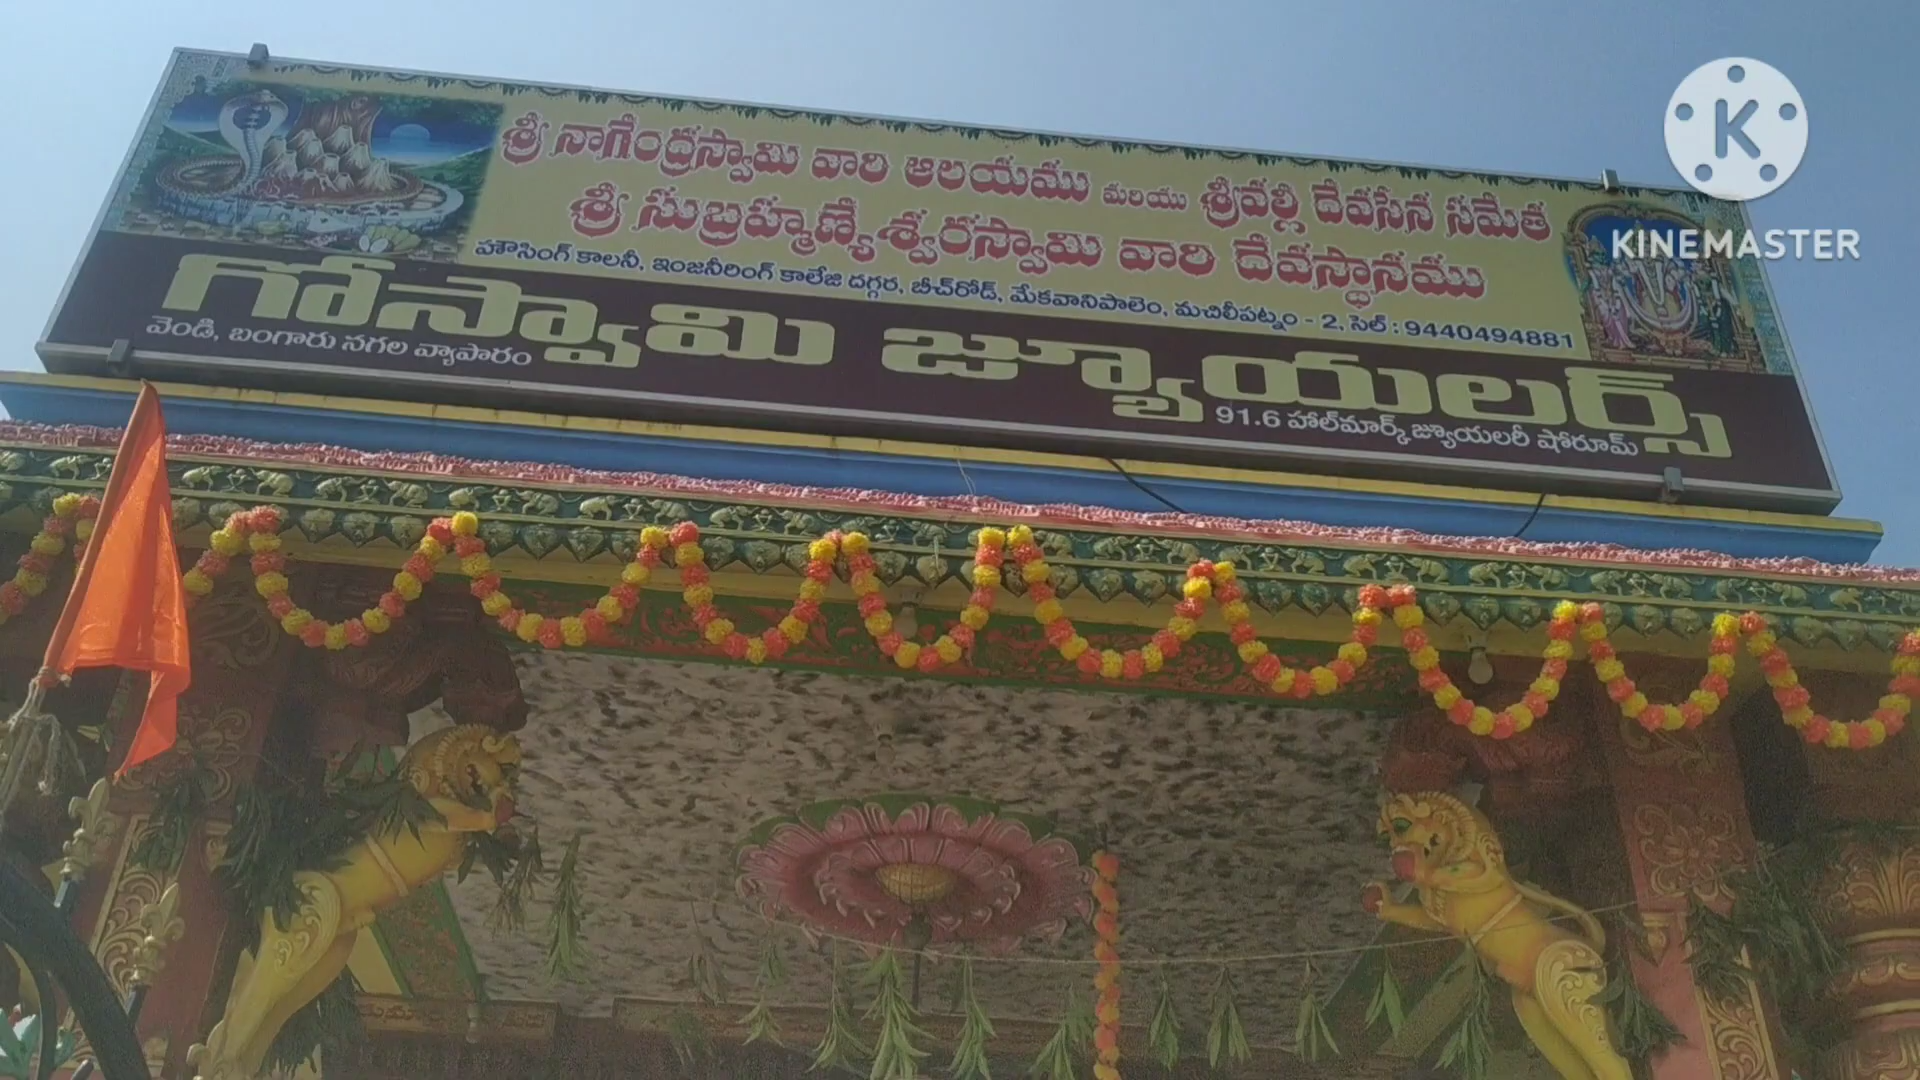 శ్రీ నాగేంద్రస్వామి వారి ఆలయము మరియు శ్రీవల్లీ దేవసేన సమేత
శ్రీ సుబ్రహ్మణ్యేశ్వరస్వామి వారి దేవస్థానము
హౌసింగ్ కాలనీ, ఇంజనీరింగ్ కాలేజి దగ్గర, బీచ్‌రోడ్, మేకవానిపాలెం, మచిలీపట్నం - 2, సెల్ : 9440494881
గోస్వామి జ్యూయలర్స్
వెండి, బంగారు నగల వ్యాపారం
91.6 హాల్‌మార్క్ జ్యూయలరీ షోరూమ్
K
KINEMASTER